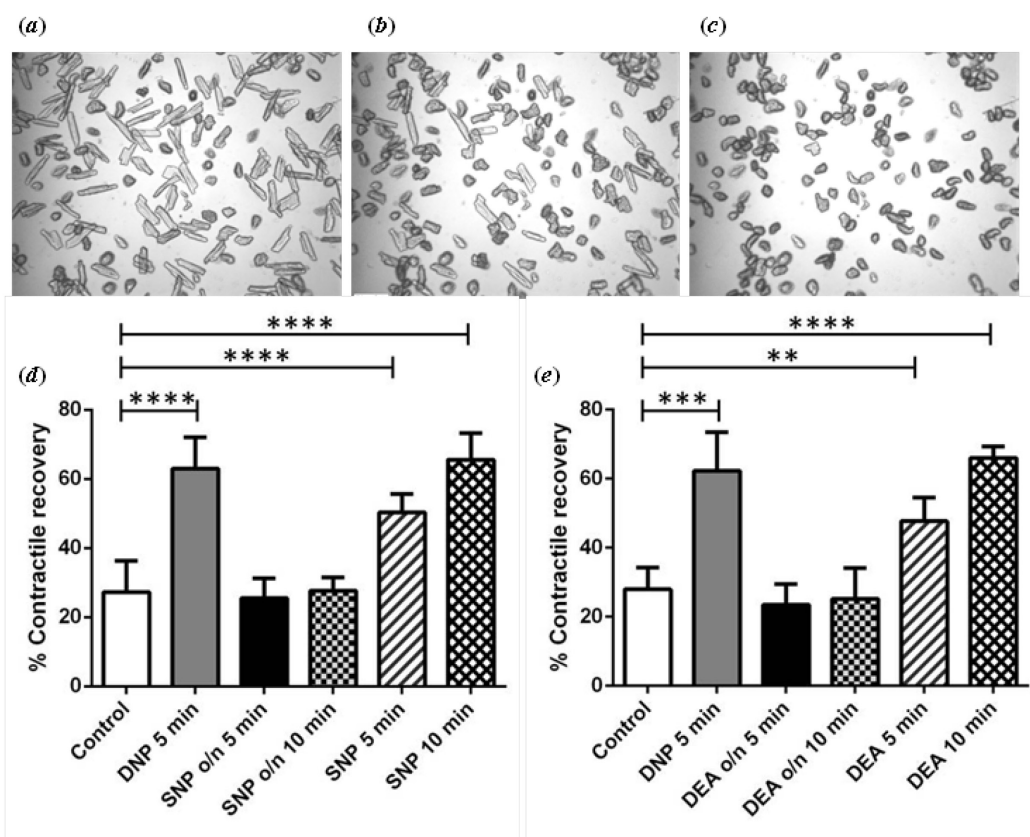 (a)
(b)
(c)
(d)
****
****
****
% Contractile recovery
80
60
40
20
0
Control
DNP 5 min
SNP o/n 5 min
SNP o/n 10 min
SNP 5 min
SNP 10 min
(e)
****
**
***
% Contractile recovery
80
60
40
20
0
Control
DNP 5 min
DEA o/n 5 min
DEA o/n 10 min
DEA 5 min
DEA 10 min